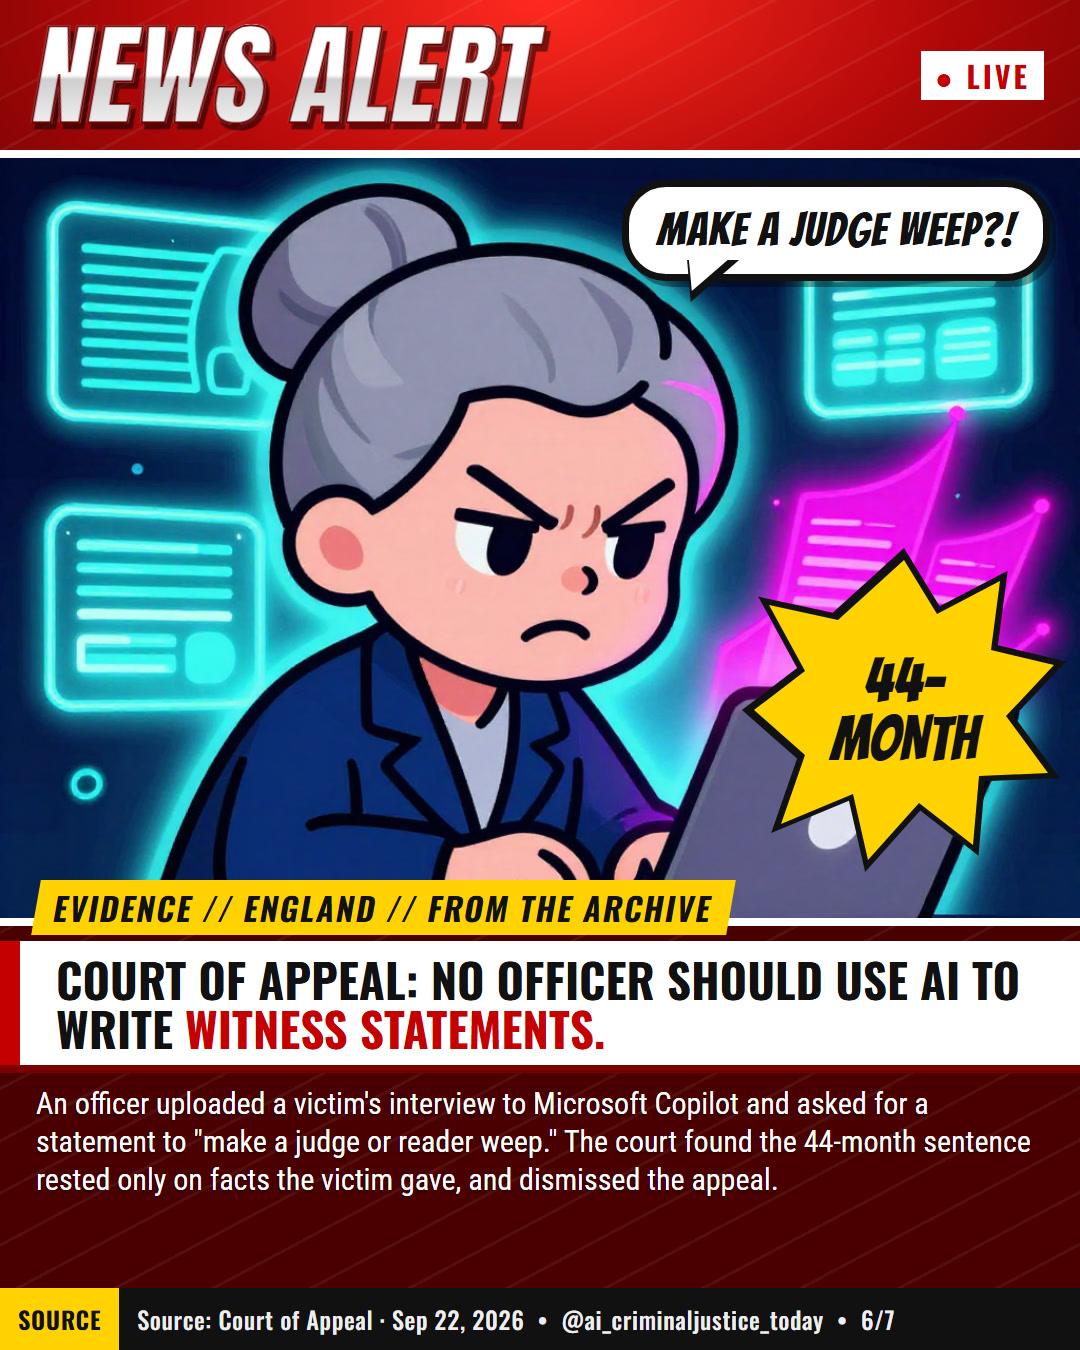 NEWS ALERT
● LIVE
MAKE A JUDGE WEEP?!
44-
MONTH
EVIDENCE // ENGLAND // FROM THE ARCHIVE
COURT OF APPEAL: NO OFFICER SHOULD USE AI TO
WRITE WITNESS STATEMENTS.
An officer uploaded a victim's interview to Microsoft Copilot and asked for a
statement to "make a judge or reader weep." The court found the 44-month sentence
rested only on facts the victim gave, and dismissed the appeal.
SOURCE
Source: Court of Appeal · Sep 22, 2026 • @ai_criminaljustice_today • 6/7